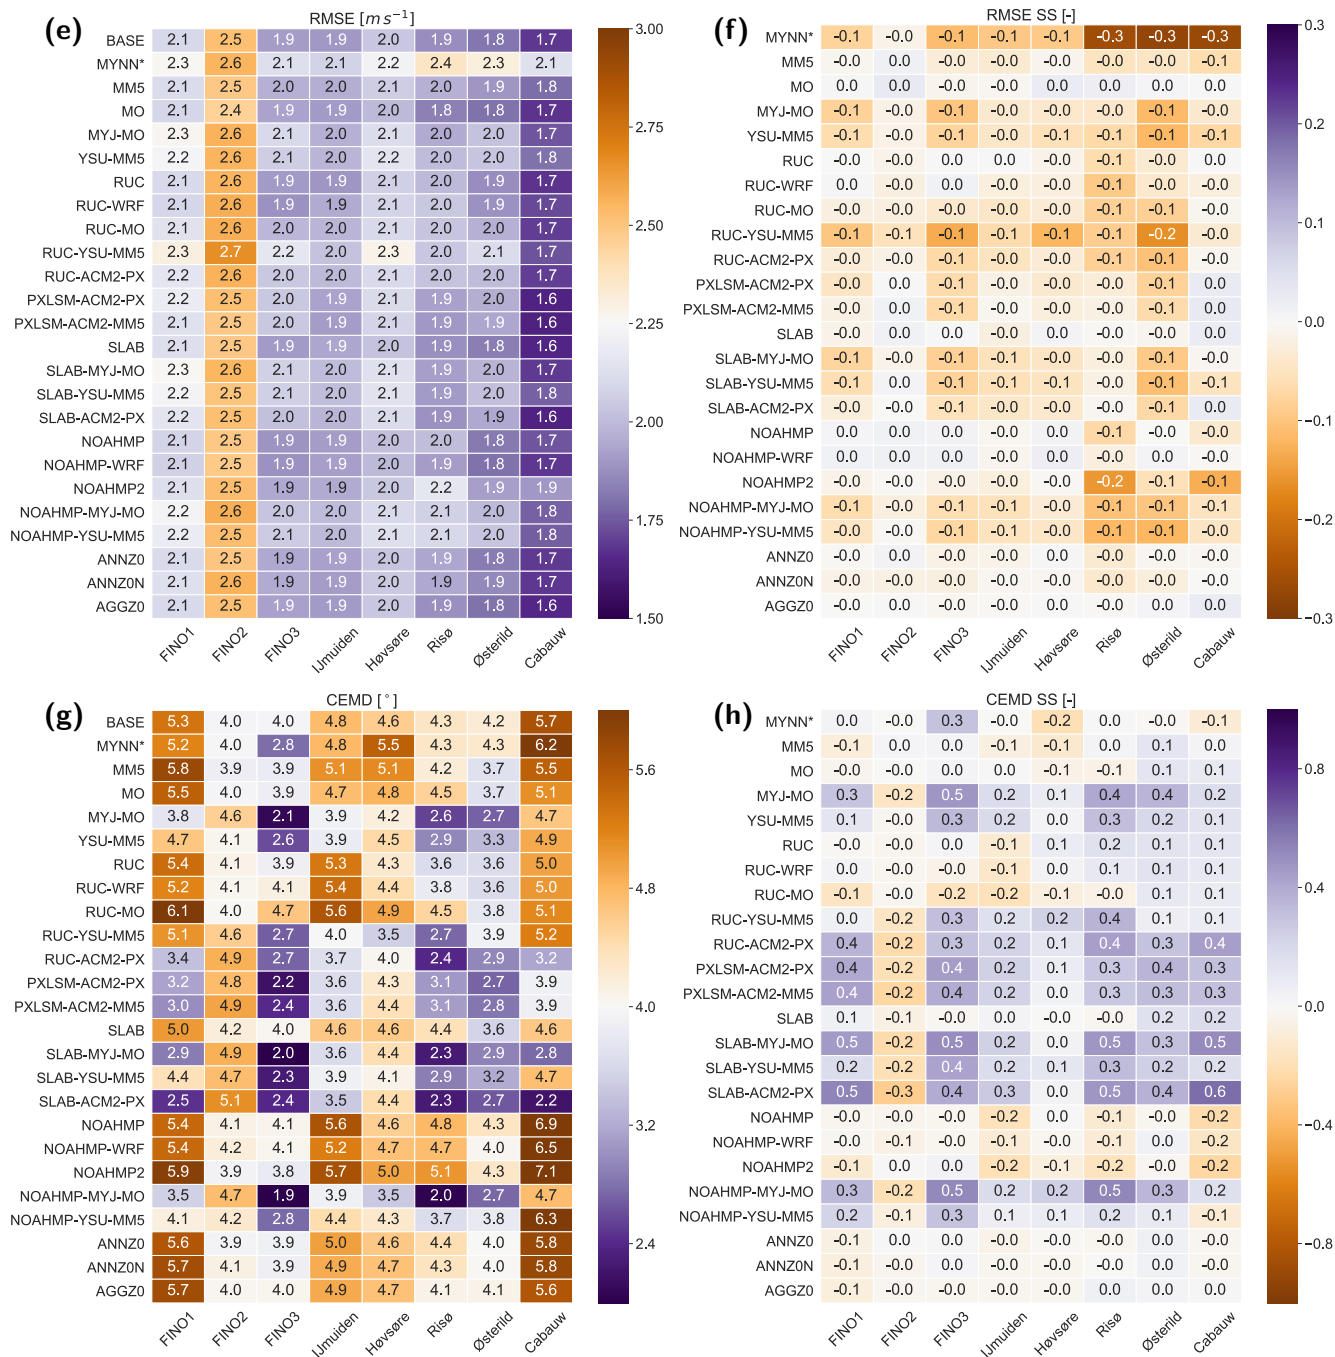 (e) RMSE [m s⁻¹]
BASE 2.1 2.5 1.9 1.9 2.0 1.9 1.8 1.7
MYNN* 2.3 2.6 2.1 2.1 2.2 2.4 2.3 2.1
MM5 2.1 2.5 2.0 2.0 2.1 2.0 1.9 1.8
MO 2.1 2.4 1.9 1.9 2.0 1.8 1.8 1.7
MYJ-MO 2.3 2.6 2.1 2.0 2.1 2.0 2.0 1.7
YSU-MM5 2.2 2.6 2.1 2.0 2.2 2.0 2.0 1.8
RUC 2.1 2.6 1.9 1.9 2.1 2.0 1.9 1.7
RUC-WRF 2.1 2.6 1.9 1.9 2.1 2.0 1.9 1.7
RUC-MO 2.1 2.6 2.0 2.0 2.1 2.0 2.0 1.7
RUC-YSU-MM5 2.3 2.7 2.2 2.0 2.3 2.0 2.1 1.7
RUC-ACM2-PX 2.2 2.6 2.0 2.0 2.1 2.0 2.0 1.7
PXLSM-ACM2-PX 2.2 2.5 2.0 1.9 2.1 1.9 2.0 1.6
PXLSM-ACM2-MM5 2.1 2.5 2.0 1.9 2.1 1.9 1.9 1.6
SLAB 2.1 2.5 1.9 1.9 2.0 1.9 1.8 1.6
SLAB-MYJ-MO 2.3 2.6 2.1 2.0 2.1 1.9 2.0 1.7
SLAB-YSU-MM5 2.2 2.5 2.1 2.0 2.1 1.9 2.0 1.8
SLAB-ACM2-PX 2.2 2.5 2.0 2.0 2.1 1.9 1.9 1.6
NOAHMP 2.1 2.5 1.9 1.9 2.0 2.0 1.8 1.7
NOAHMP-WRF 2.1 2.5 1.9 1.9 2.0 1.9 1.8 1.7
NOAHMP2 2.1 2.5 1.9 1.9 2.0 2.2 1.9 1.9
NOAHMP-MYJ-MO 2.2 2.6 2.0 2.0 2.1 2.1 2.0 1.8
NOAHMP-YSU-MM5 2.2 2.5 2.1 2.0 2.1 2.0 2.0 1.8
ANNZ0 2.1 2.5 1.9 1.9 2.0 1.9 1.8 1.7
ANNZ0N 2.1 2.6 1.9 1.9 2.0 1.9 1.9 1.7
AGGZ0 2.1 2.5 1.9 1.9 2.0 1.9 1.8 1.6
FINO1 FINO2 FINO3 IJmuiden Høvsøre Risø Østerild Cabauw
3.00
2.75
2.50
2.25
2.00
1.75
1.50
(f) RMSE SS [-]
MYNN* -0.1 -0.0 -0.1 -0.1 -0.1 -0.3 -0.3 -0.3
MM5 -0.0 -0.0 -0.0 -0.0 -0.0 -0.0 -0.0 -0.1
MO 0.0 0.0 -0.0 -0.0 0.0 0.0 0.0 0.0
MYJ-MO -0.1 -0.0 -0.1 -0.0 -0.0 -0.0 -0.1 -0.0
YSU-MM5 -0.1 -0.0 -0.1 -0.0 -0.1 -0.1 -0.1 -0.1
RUC -0.0 -0.0 0.0 0.0 -0.0 -0.1 -0.0 0.0
RUC-WRF 0.0 -0.0 0.0 -0.0 -0.0 -0.1 -0.0 -0.0
RUC-MO -0.0 -0.0 -0.0 -0.0 -0.0 -0.1 -0.1 -0.0
RUC-YSU-MM5 -0.1 -0.1 -0.1 -0.1 -0.1 -0.1 -0.2 -0.0
RUC-ACM2-PX -0.0 -0.0 -0.1 -0.0 -0.0 -0.1 -0.1 -0.0
PXLSM-ACM2-PX -0.0 0.0 -0.1 -0.0 -0.0 -0.0 -0.1 0.0
PXLSM-ACM2-MM5 -0.0 0.0 -0.1 -0.0 -0.0 -0.0 -0.1 0.0
SLAB -0.0 0.0 0.0 -0.0 0.0 -0.0 -0.0 0.0
SLAB-MYJ-MO -0.1 -0.0 -0.1 -0.1 -0.0 -0.0 -0.1 -0.0
SLAB-YSU-MM5 -0.1 0.0 -0.1 -0.1 -0.1 -0.0 -0.1 -0.1
SLAB-ACM2-PX -0.0 -0.0 -0.1 -0.0 -0.0 -0.0 -0.1 0.0
NOAHMP 0.0 0.0 0.0 -0.0 0.0 -0.1 -0.0 -0.0
NOAHMP-WRF 0.0 0.0 0.0 -0.0 0.0 -0.0 0.0 -0.0
NOAHMP2 -0.0 0.0 -0.0 -0.0 -0.0 -0.2 -0.1 -0.1
NOAHMP-MYJ-MO -0.1 -0.0 -0.1 -0.1 -0.0 -0.1 -0.1 -0.1
NOAHMP-YSU-MM5 -0.0 0.0 -0.1 -0.1 -0.0 -0.1 -0.1 -0.0
ANNZ0 -0.0 0.0 -0.0 -0.0 -0.0 -0.0 -0.0 -0.0
ANNZ0N -0.0 -0.0 -0.0 -0.0 -0.0 -0.0 -0.0 -0.0
AGGZ0 -0.0 -0.0 -0.0 -0.0 -0.0 -0.0 0.0 0.0
FINO1 FINO2 FINO3 IJmuiden Høvsøre Risø Østerild Cabauw
0.3
0.2
0.1
0.0
-0.1
-0.2
-0.3
(g) CEMD [°]
BASE 5.3 4.0 4.0 4.8 4.6 4.3 4.2 5.7
MYNN* 5.2 4.0 2.8 4.8 5.5 4.3 4.3 6.2
MM5 5.8 3.9 3.9 5.1 5.1 4.2 3.7 5.5
MO 5.5 4.0 3.9 4.7 4.8 4.5 3.7 5.1
MYJ-MO 3.8 4.6 2.1 3.9 4.2 2.6 2.7 4.7
YSU-MM5 4.7 4.1 2.6 3.9 4.5 2.9 3.3 4.9
RUC 5.4 4.1 3.9 5.3 4.3 3.6 3.6 5.0
RUC-WRF 5.2 4.1 4.1 5.4 4.4 3.8 3.6 5.0
RUC-MO 6.1 4.0 4.7 5.6 4.9 4.5 3.8 5.1
RUC-YSU-MM5 5.1 4.6 2.7 4.0 3.5 2.7 3.9 5.2
RUC-ACM2-PX 3.4 4.9 2.7 3.7 4.0 2.4 2.9 3.2
PXLSM-ACM2-PX 3.2 4.8 2.2 3.6 4.3 3.1 2.7 3.9
PXLSM-ACM2-MM5 3.0 4.9 2.4 3.6 4.4 3.1 2.8 3.9
SLAB 5.0 4.2 4.0 4.6 4.6 4.4 3.6 4.6
SLAB-MYJ-MO 2.9 4.9 2.0 3.6 4.4 2.3 2.9 2.8
SLAB-YSU-MM5 4.4 4.7 2.3 3.9 4.1 2.9 3.2 4.7
SLAB-ACM2-PX 2.5 5.1 2.4 3.5 4.4 2.3 2.7 2.2
NOAHMP 5.4 4.1 4.1 5.6 4.6 4.8 4.3 6.9
NOAHMP-WRF 5.4 4.2 4.1 5.2 4.7 4.7 4.0 6.5
NOAHMP2 5.9 3.9 3.8 5.7 5.0 5.1 4.3 7.1
NOAHMP-MYJ-MO 3.5 4.7 1.9 3.9 3.5 2.0 2.7 4.7
NOAHMP-YSU-MM5 4.1 4.2 2.8 4.4 4.3 3.7 3.8 6.3
ANNZ0 5.6 3.9 3.9 5.0 4.6 4.4 4.0 5.8
ANNZ0N 5.7 4.1 3.9 4.9 4.7 4.3 4.0 5.8
AGGZ0 5.7 4.0 4.0 4.9 4.7 4.1 4.1 5.6
FINO1 FINO2 FINO3 IJmuiden Høvsøre Risø Østerild Cabauw
5.6
4.8
4.0
3.2
2.4
(h) CEMD SS [-]
MYNN* 0.0 -0.0 0.3 -0.0 -0.2 0.0 -0.0 -0.1
MM5 -0.1 0.0 0.0 -0.1 -0.1 0.0 0.1 0.0
MO -0.0 0.0 0.0 0.0 -0.1 -0.1 0.1 0.1
MYJ-MO 0.3 -0.2 0.5 0.2 0.1 0.4 0.4 0.2
YSU-MM5 0.1 -0.0 0.3 0.2 0.0 0.3 0.2 0.1
RUC -0.0 -0.0 0.0 -0.1 0.1 0.2 0.1 0.1
RUC-WRF 0.0 -0.0 -0.0 -0.1 0.0 0.1 0.1 0.1
RUC-MO -0.1 -0.0 -0.2 -0.2 -0.1 -0.0 0.1 0.1
RUC-YSU-MM5 0.0 -0.2 0.3 0.2 0.2 0.4 0.1 0.1
RUC-ACM2-PX 0.4 -0.2 0.3 0.2 0.1 0.4 0.3 0.4
PXLSM-ACM2-PX 0.4 -0.2 0.4 0.2 0.1 0.3 0.4 0.3
PXLSM-ACM2-MM5 0.4 -0.2 0.4 0.2 0.0 0.3 0.3 0.3
SLAB 0.1 -0.1 -0.0 0.0 -0.0 -0.0 0.2 0.2
SLAB-MYJ-MO 0.5 -0.2 0.5 0.2 0.0 0.5 0.3 0.5
SLAB-YSU-MM5 0.2 -0.2 0.4 0.2 0.1 0.3 0.2 0.2
SLAB-ACM2-PX 0.5 -0.3 0.4 0.3 0.0 0.5 0.4 0.6
NOAHMP -0.0 -0.0 -0.0 -0.2 0.0 -0.1 -0.0 -0.2
NOAHMP-WRF -0.0 -0.1 -0.0 -0.1 -0.0 -0.1 0.0 -0.2
NOAHMP2 -0.1 0.0 0.0 -0.2 -0.1 -0.2 -0.0 -0.2
NOAHMP-MYJ-MO 0.3 -0.2 0.5 0.2 0.2 0.5 0.3 0.2
NOAHMP-YSU-MM5 0.2 -0.1 0.3 0.1 0.1 0.2 0.1 -0.1
ANNZ0 -0.1 0.0 0.0 -0.0 -0.0 -0.0 0.0 -0.0
ANNZ0N -0.1 -0.0 0.0 -0.0 -0.0 -0.0 0.0 -0.0
AGGZ0 -0.1 -0.0 -0.0 -0.0 -0.0 0.0 0.0 0.0
FINO1 FINO2 FINO3 IJmuiden Høvsøre Risø Østerild Cabauw
0.8
0.4
0.0
-0.4
-0.8